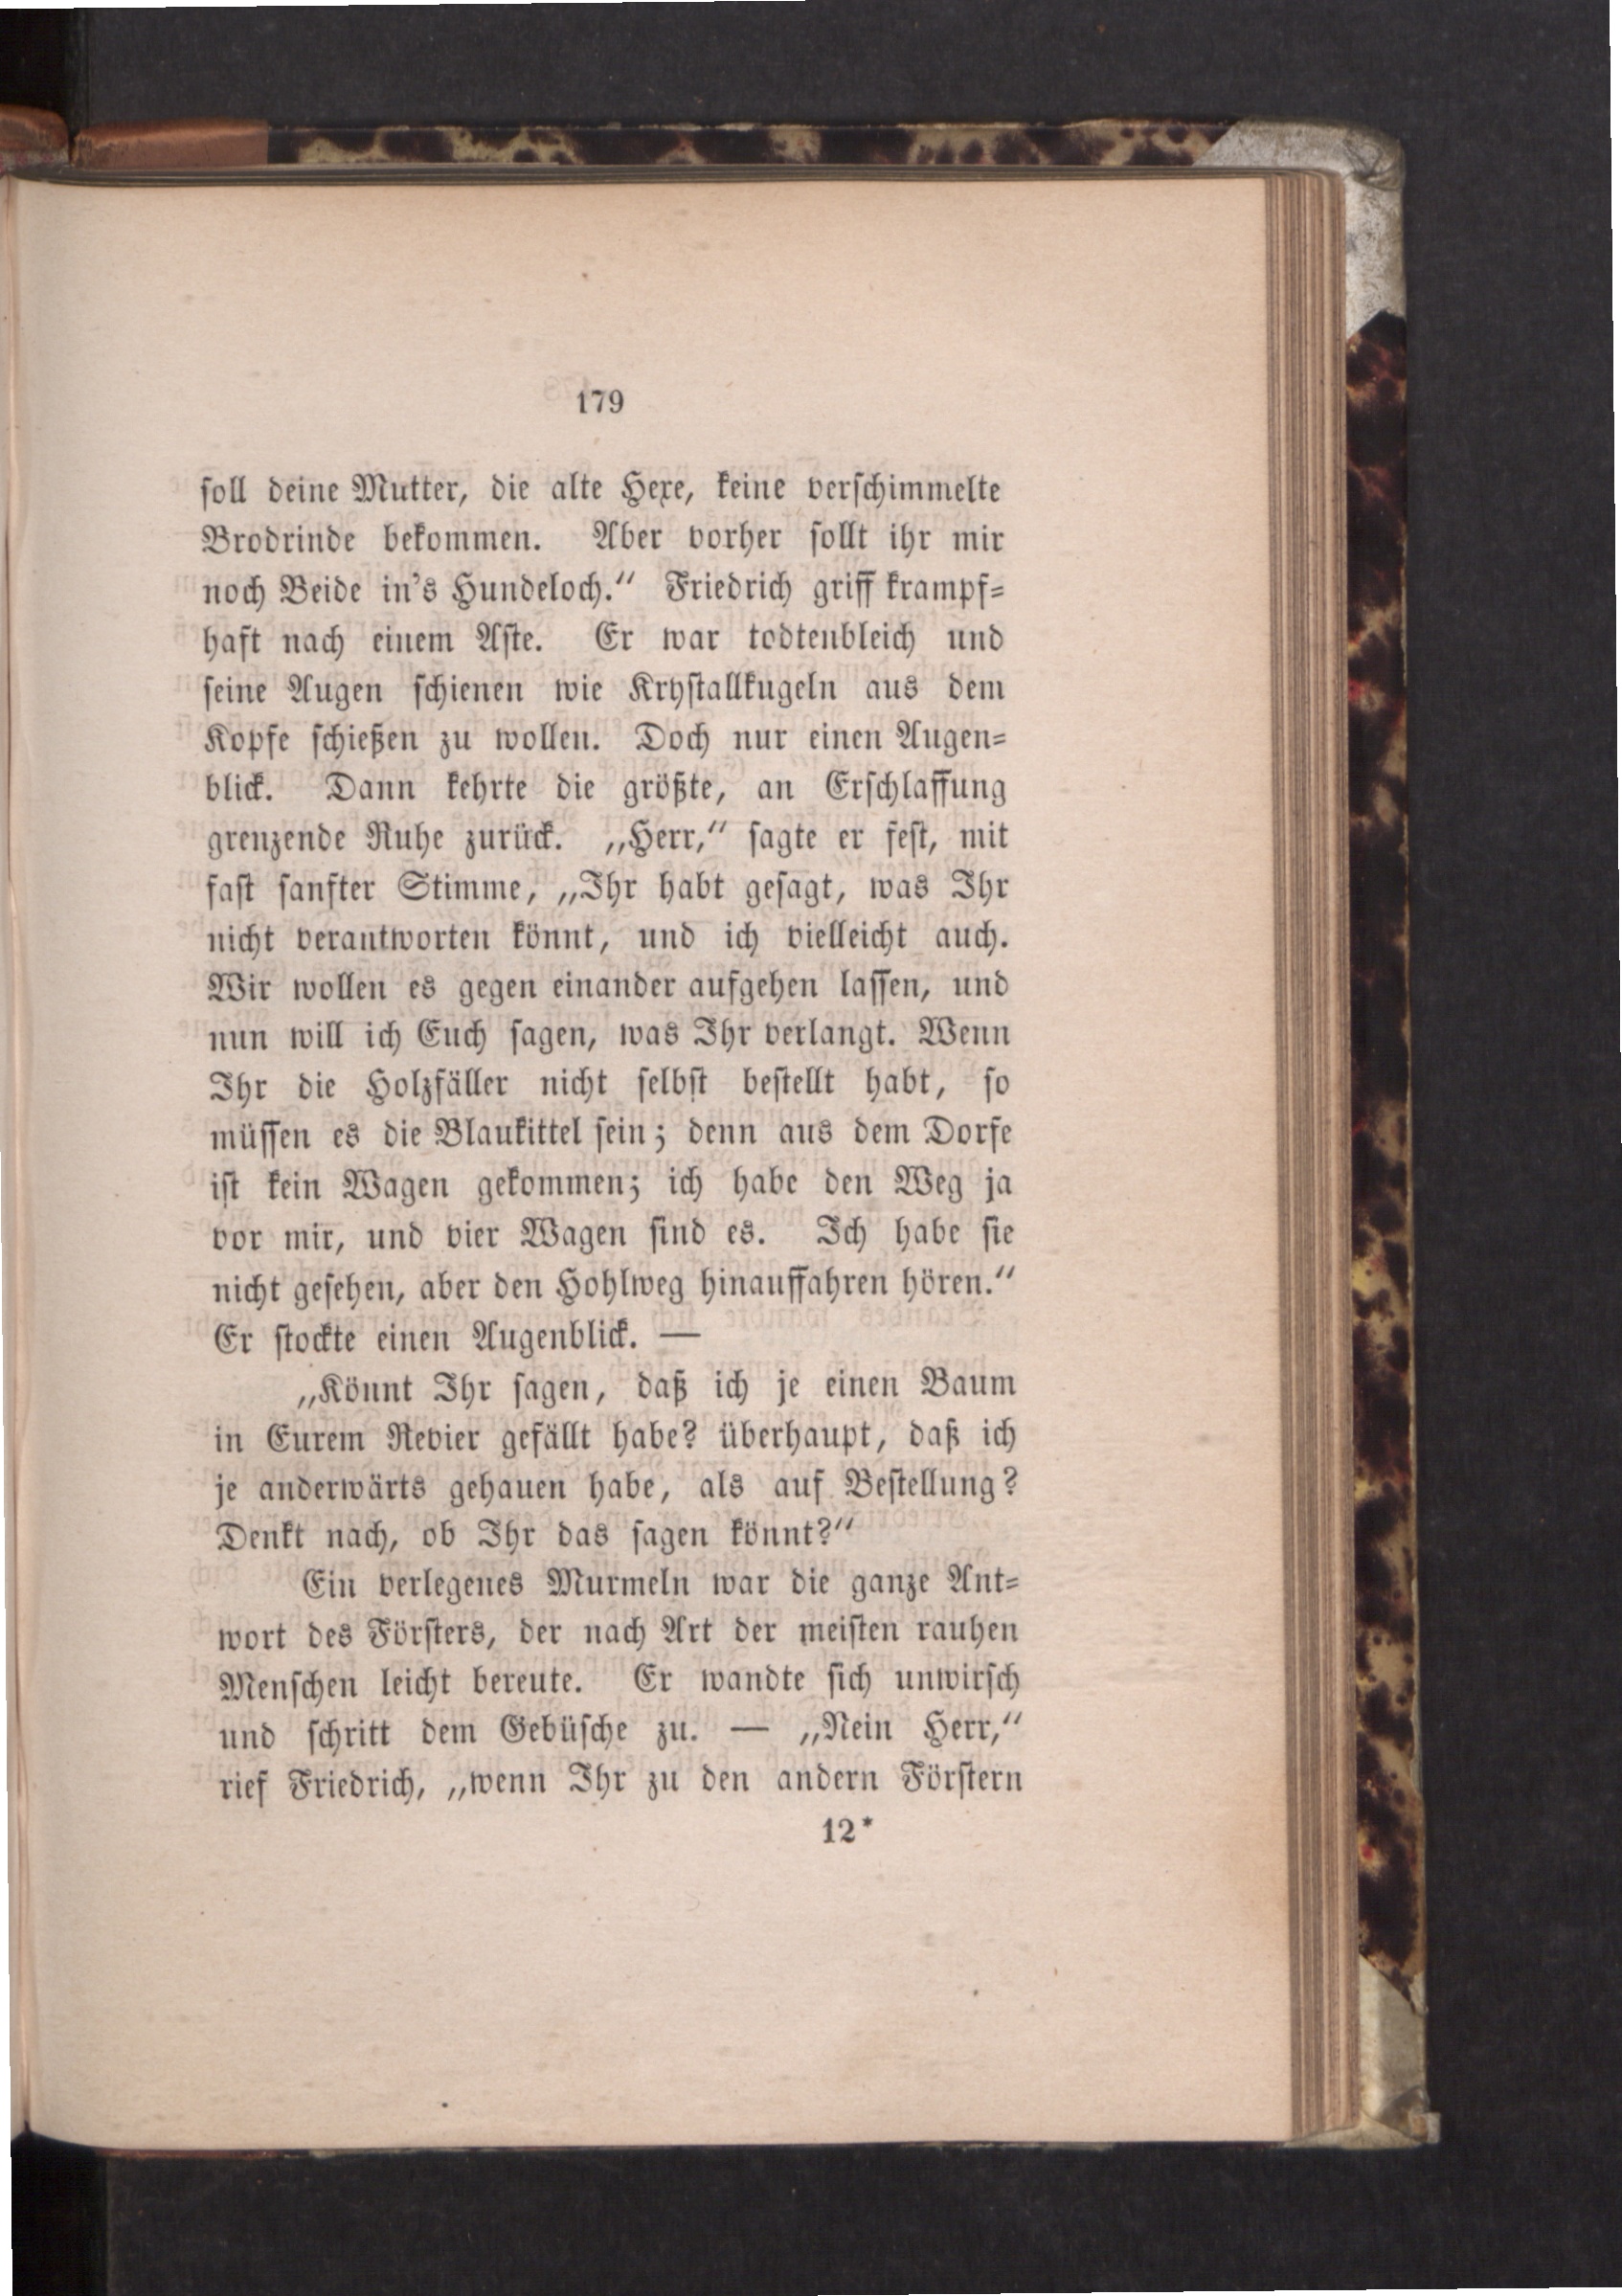 179
soll deine Mutter, die alte Hexe, keine verschimmelte
Brodrinde bekommen. Aber vorher sollt ihr mir
noch Beide in's Hundeloch.“ Friedrich griff krampf=
haft nach einem Aste. Er war todtenbleich und
seine Augen schienen wie Krystallkugeln aus dem
Kopfe schießen zu wollen. Doch nur einen Augen=
blick. Dann kehrte die größte, an Erschlaffung
grenzende Ruhe zurück. „Herr,“ sagte er fest, mit
fast sanfter Stimme, „Ihr habt gesagt, was Ihr
nicht verantworten könnt, und ich vielleicht auch.
Wir wollen es gegen einander aufgehen lassen, und
nun will ich Euch sagen, was Ihr verlangt. Wenn
Ihr die Holzfäller nicht selbst bestellt habt, so
müssen es die Blaukittel sein; denn aus dem Dorfe
ist kein Wagen gekommen; ich habe den Weg ja
vor mir, und vier Wagen sind es. Ich habe sie
nicht gesehen, aber den Hohlweg hinauffahren hören.“
Er stockte einen Augenblick. —
„Könnt Ihr sagen, daß ich je einen Baum
in Eurem Revier gefällt habe? überhaupt, daß ich
je anderwärts gehauen habe, als auf Bestellung?
Denkt nach, ob Ihr das sagen könnt?“
Ein verlegenes Murmeln war die ganze Ant=
wort des Försters, der nach Art der meisten rauhen
Menschen leicht bereute. Er wandte sich unwirsch
und schritt dem Gebüsche zu. — „Nein Herr,“
rief Friedrich, „wenn Ihr zu den andern Förstern
12*